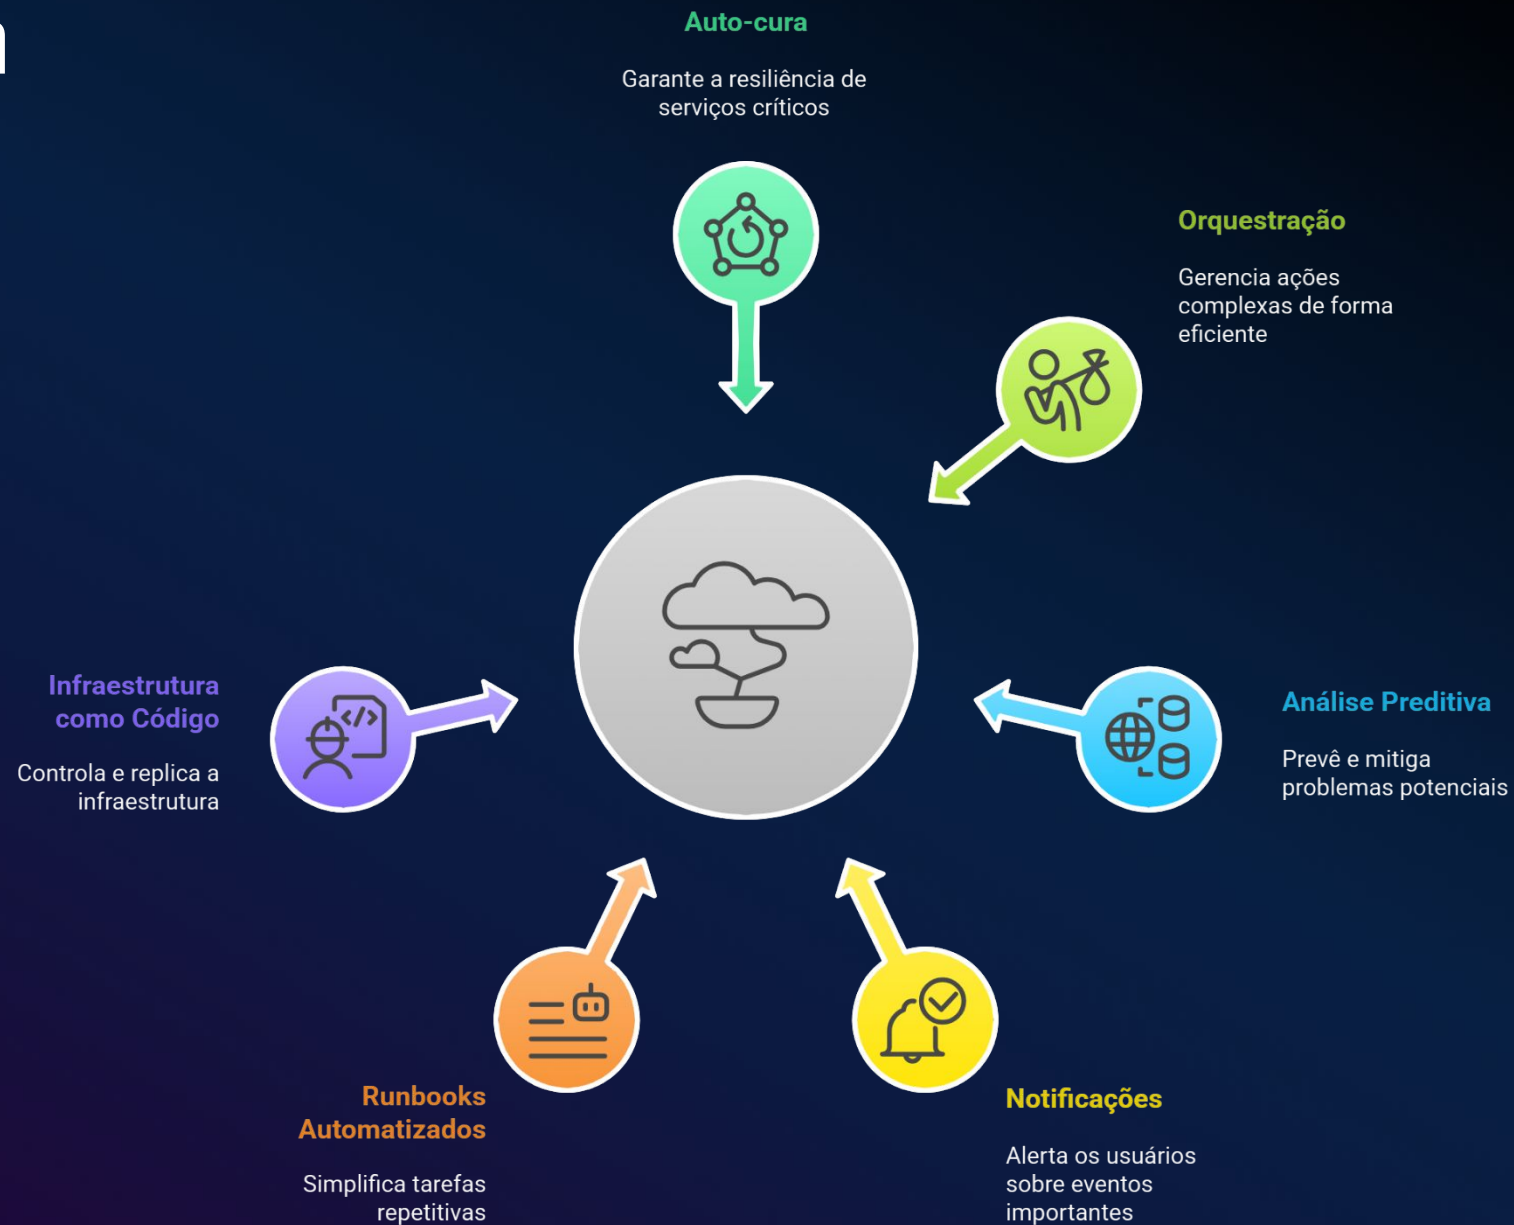 Auto-cura
Garante a resiliência de
serviços críticos
Orquestração
Gerencia ações
complexas de forma
eficiente
Infraestrutura
como Código
Controla e replica a
infraestrutura
Análise Preditiva
Prevê e mitiga
problemas potenciais
Runbooks
Automatizados
Simplifica tarefas
repetitivas
Notificações
Alerta os usuários
sobre eventos
importantes